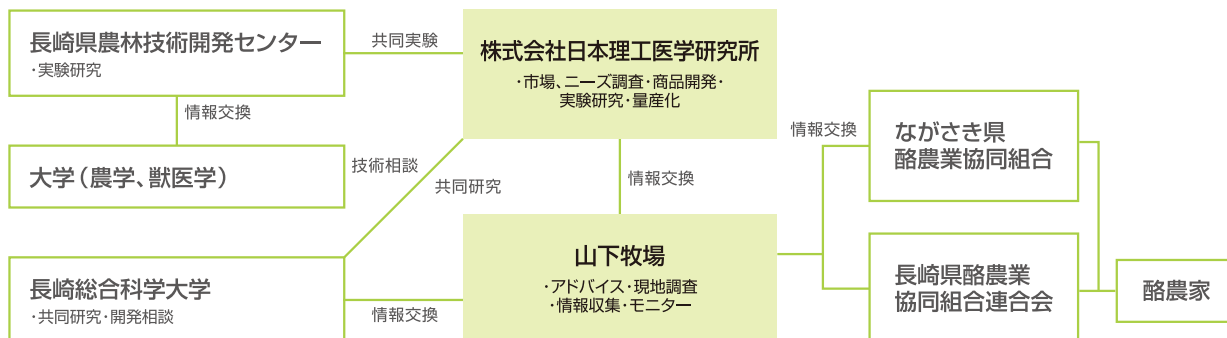 長崎県農林技術開発センター
・実験研究
共同実験
株式会社日本理工医学研究所
・市場、ニーズ調査・商品開発・
実験研究・量産化
情報交換
大学（農学、獣医学）
技術相談
共同研究
情報交換
情報交換
ながさき県
酪農業協同組合
長崎総合科学大学
・共同研究・開発相談
情報交換
山下牧場
・アドバイス・現地調査
・情報収集・モニター
長崎県酪農業
協同組合連合会
酪農家